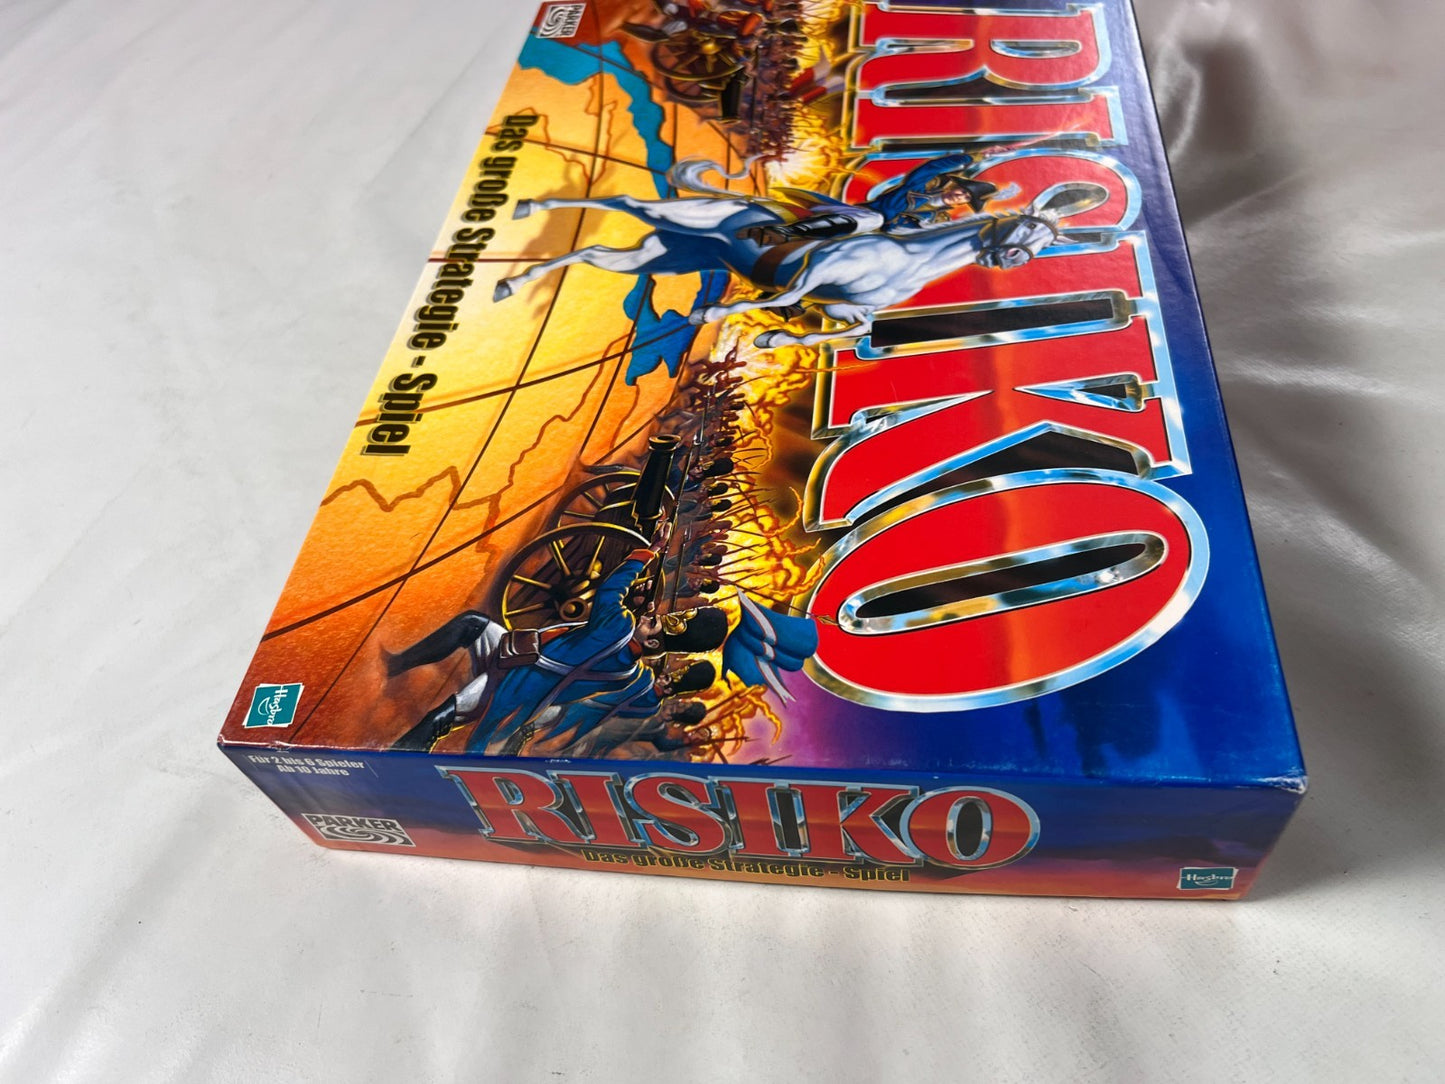 PARKER
RISIKO
Das große Strategie - Spiel
Hasbro
Für 2 bis 6 Spieler
Ab 10 Jahre
PARKER
RISIKO
Das große Strategie - Spiel
Hasbro